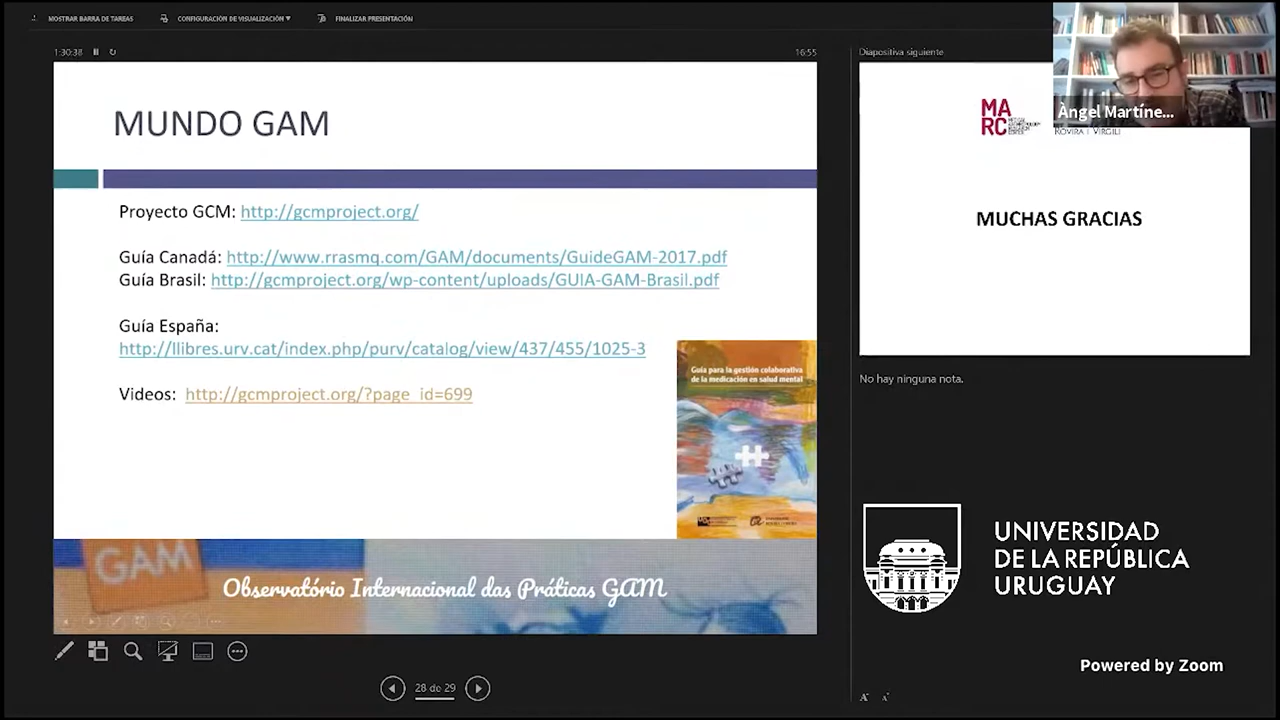 MOSTRAR BARRA DE TAREAS
CONFIGURACIÓN DE VISUALIZACIÓN ▼
FINALIZAR PRESENTACIÓN
1:30:38
16:55
MUNDO GAM
Proyecto GCM: http://gcmproject.org/
Guía Canadá: http://www.rrasmq.com/GAM/documents/GuideGAM-2017.pdf
Guía Brasil: http://gcmproject.org/wp-content/uploads/GUIA-GAM-Brasil.pdf
Guía España:
http://llibres.urv.cat/index.php/purv/catalog/view/437/455/1025-3
Videos: http://gcmproject.org/?page_id=699
Guía para la gestión colaborativa
de la medicación en salud mental
GAM
Observatório Internacional das Práticas GAM
28 de 29
Diapositiva siguiente
Àngel Martíne...
MA
RC
ROVIRA I VIRGILI
MUCHAS GRACIAS
No hay ninguna nota.
UNIVERSIDAD
DE LA REPÚBLICA
URUGUAY
Powered by Zoom
A A